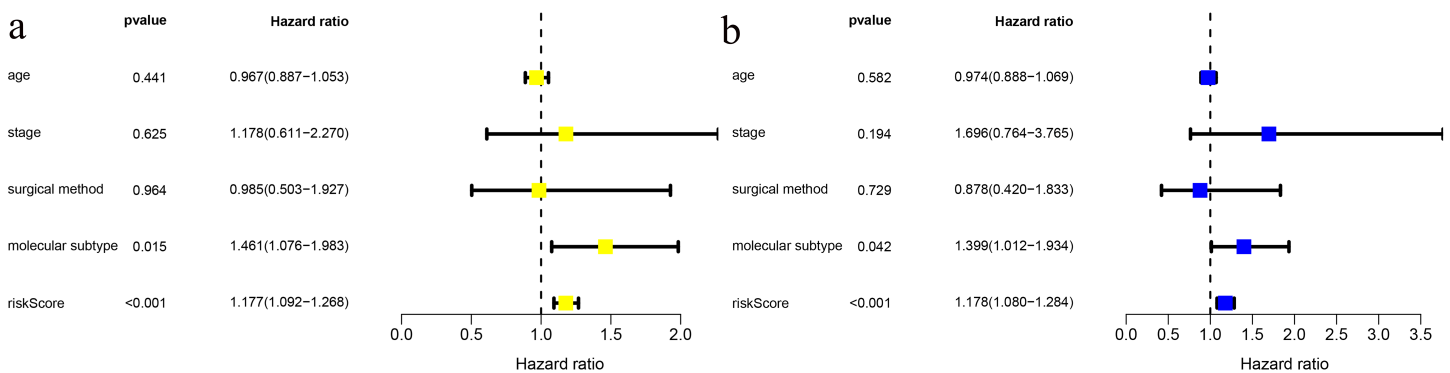 a
pvalue Hazard ratio
age 0.441 0.967(0.887−1.053)
stage 0.625 1.178(0.611−2.270)
surgical method 0.964 0.985(0.503−1.927)
molecular subtype 0.015 1.461(1.076−1.983)
riskScore <0.001 1.177(1.092−1.268)
0.0 0.5 1.0 1.5 2.0
Hazard ratio
b
pvalue Hazard ratio
age 0.582 0.974(0.888−1.069)
stage 0.194 1.696(0.764−3.765)
surgical method 0.729 0.878(0.420−1.833)
molecular subtype 0.042 1.399(1.012−1.934)
riskScore <0.001 1.178(1.080−1.284)
0.0 0.5 1.0 1.5 2.0 2.5 3.0 3.5
Hazard ratio